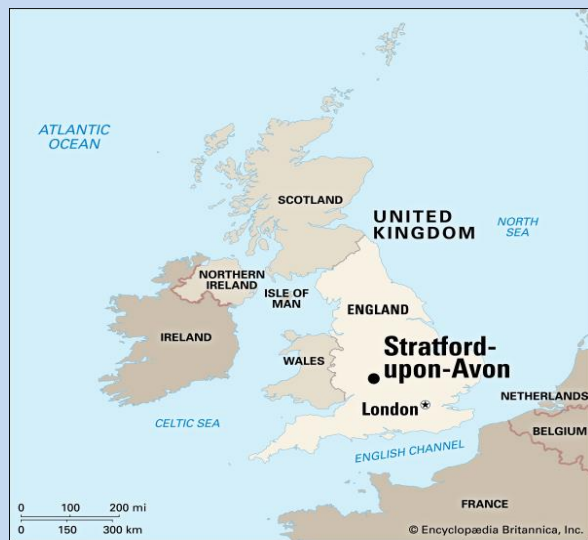 ATLANTIC
OCEAN
SCOTLAND
UNITED
KINGDOM
NORTH
SEA
NORTHERN
IRELAND
ISLE OF
MAN
ENGLAND
IRELAND
WALES
Stratford-
upon-Avon
London
NETHERLANDS
BELGIUM
CELTIC SEA
ENGLISH CHANNEL
FRANCE
0 100 200 mi
0 150 300 km
© Encyclopædia Britannica, Inc.